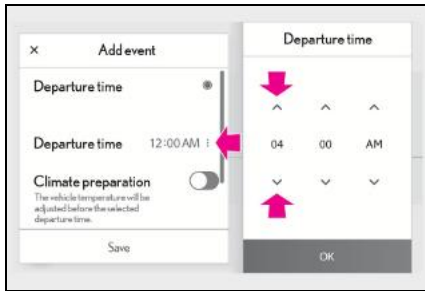 × Add event
Departure time
Departure time 12:00 AM
Climate preparation
The vehicle temperature will be
adjusted before the selected
departure time.
Save
Departure time
04 00 AM
OK